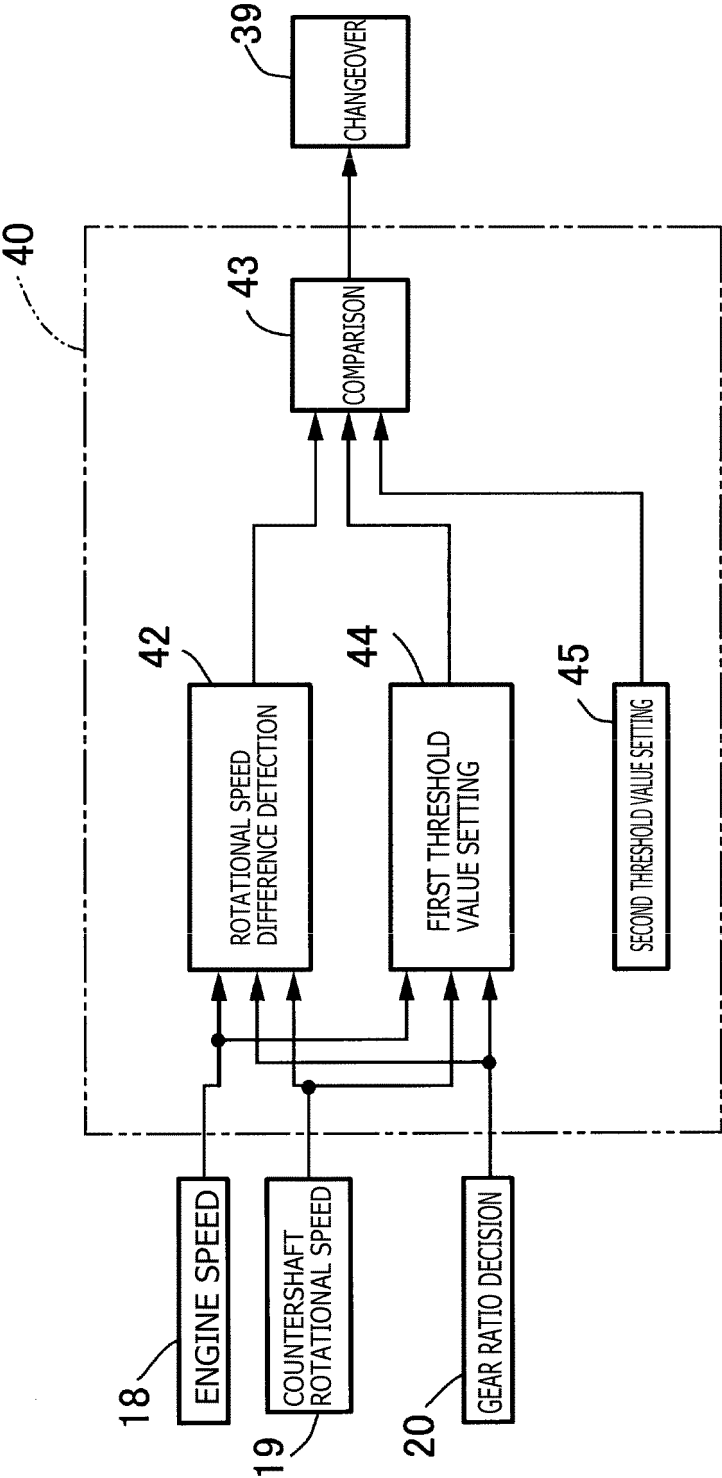 18
ENGINE SPEED
19
COUNTERSHAFT
ROTATIONAL SPEED
20
GEAR RATIO DECISION
40
42
ROTATIONAL SPEED
DIFFERENCE DETECTION
44
FIRST THRESHOLD
VALUE SETTING
45
SECOND THRESHOLD VALUE SETTING
43
COMPARISON
39
CHANGEOVER